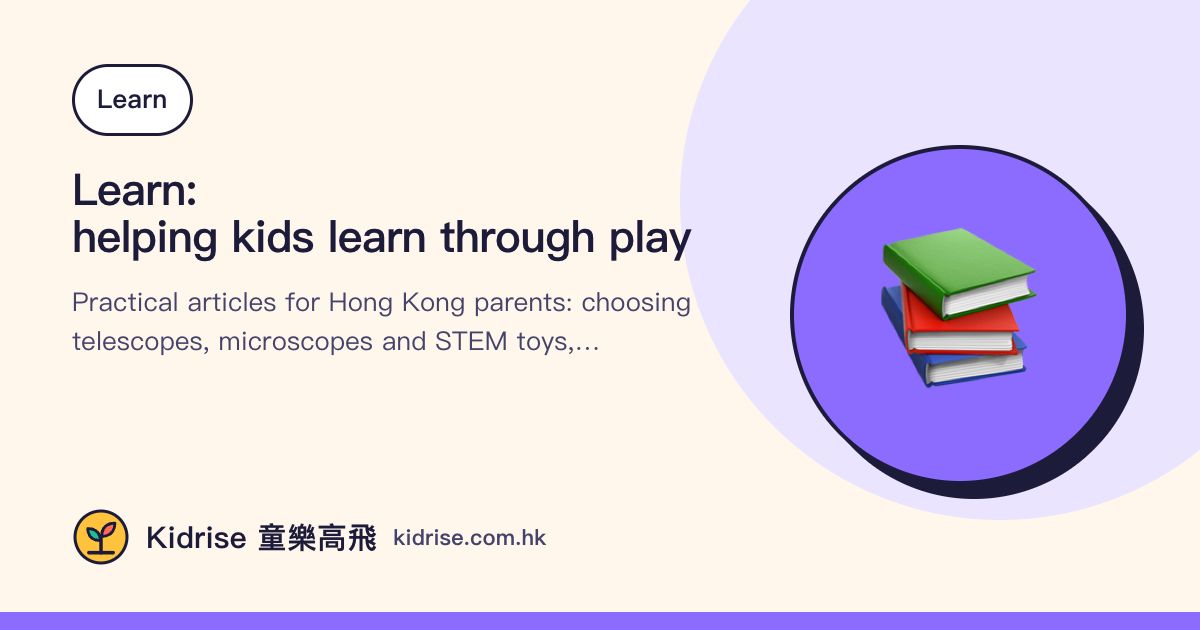 Learn
Learn:
helping kids learn through play
Practical articles for Hong Kong parents: choosing
telescopes, microscopes and STEM toys,…
Kidrise 童樂高飛 kidrise.com.hk